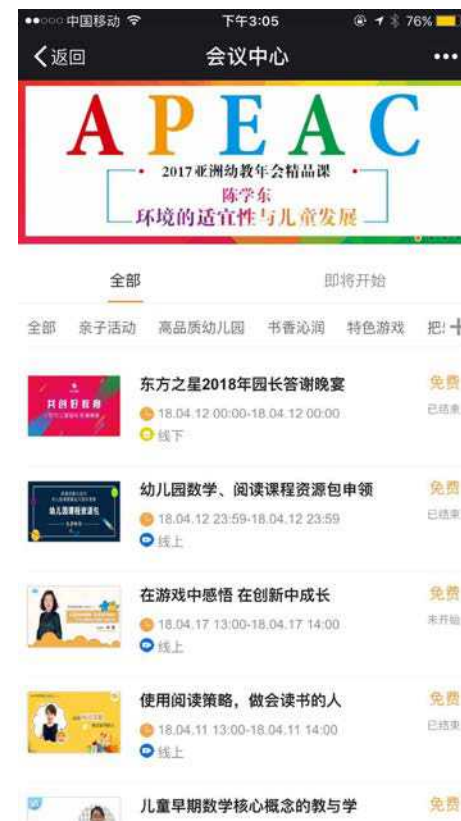 中国移动
下午3:05
76%
返回
会议中心
APEAC
2017亚洲幼教年会精品课
陈学东
环境的适宜性与儿童发展
全部
即将开始
全部 亲子活动 高品质幼儿园 书香沁润 特色游戏
东方之星2018年园长答谢晚宴
免费
18.04.12 00:00-18.04.12 00:00
已结束
线下
幼儿园数学、阅读课程资源包申领
免费
18.04.12 23:59-18.04.12 23:59
已结束
幼儿园课程资源包
线上
在游戏中感悟 在创新中成长
免费
18.04.17 13:00-18.04.17 14:00
未开始
线上
使用阅读策略，做会读书的人
免费
18.04.11 13:00-18.04.11 14:00
已结束
线上
儿童早期数学核心概念的教与学
免费